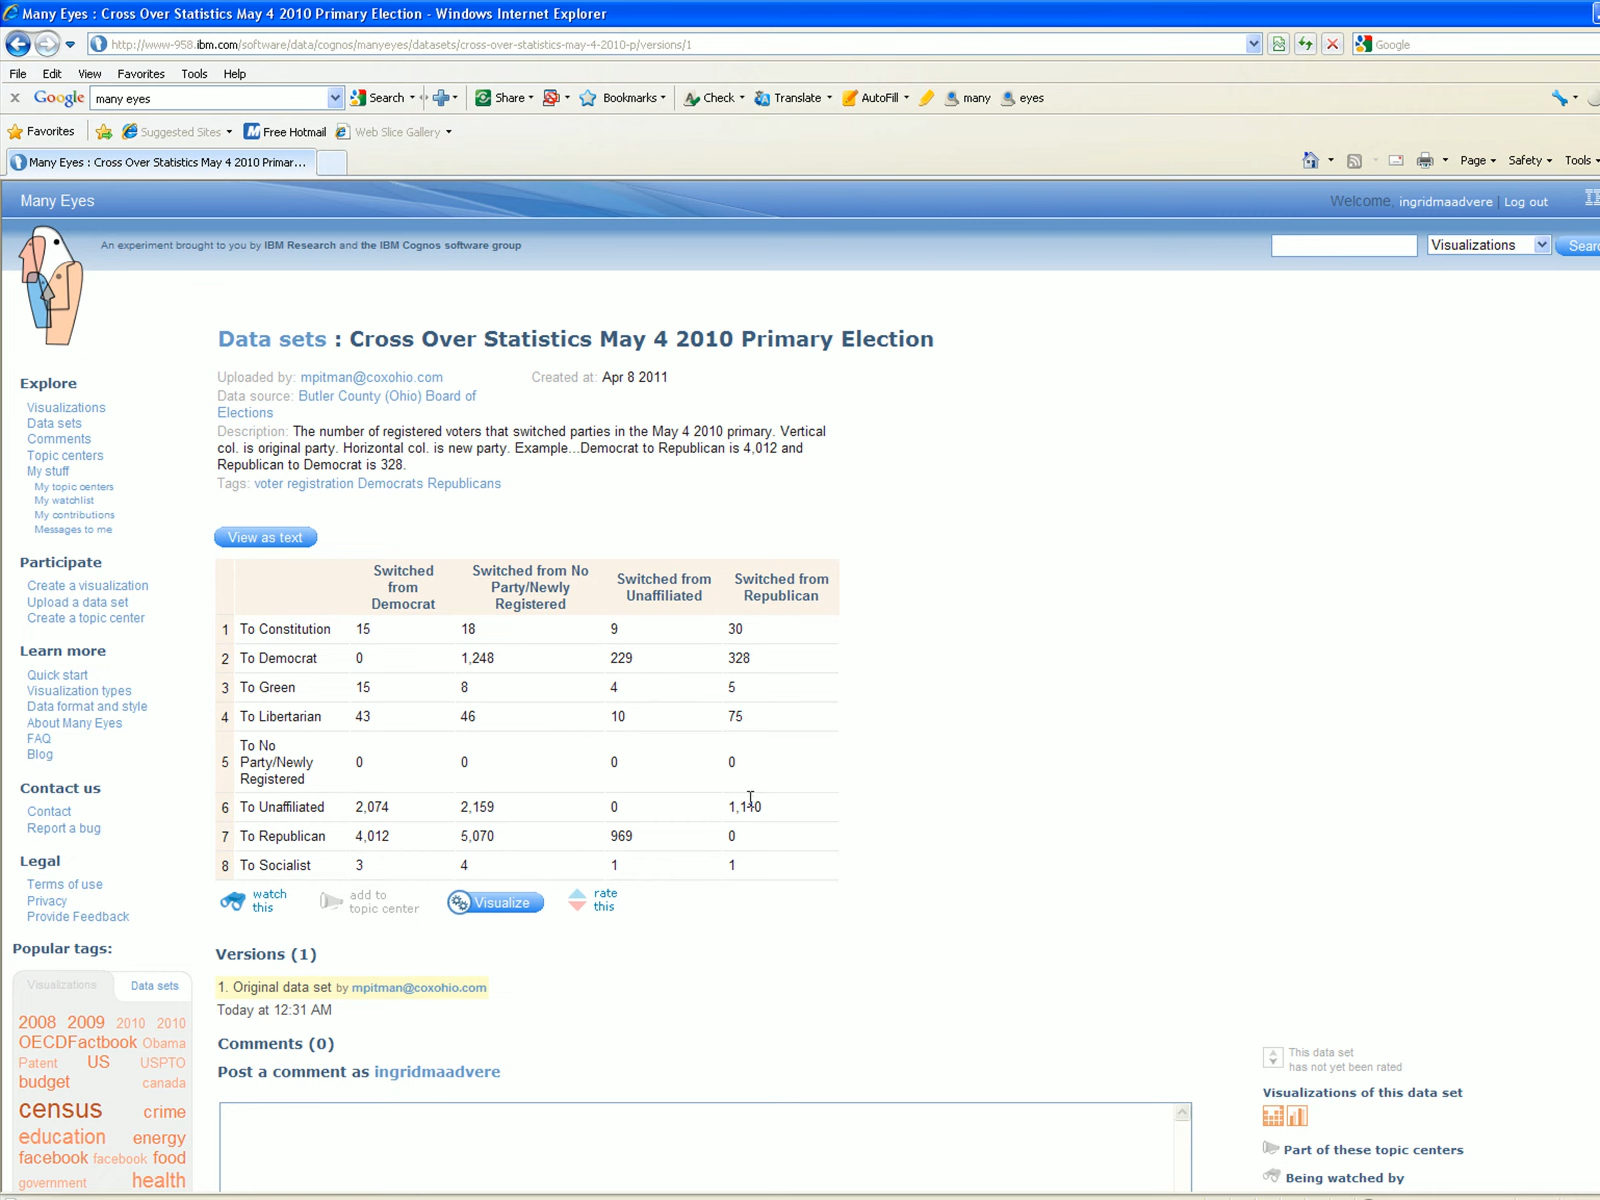 Many Eyes : Cross Over Statistics May 4 2010 Primary Election - Windows Internet Explorer
http://www-958.ibm.com/software/data/cognos/manyeyes/datasets/cross-over-statistics-may-4-2010-p/versions/1
Google
File Edit View Favorites Tools Help
x Google many eyes Search Share Bookmarks Check Translate AutoFill many eyes
Favorites Suggested Sites Free Hotmail Web Slice Gallery
Many Eyes : Cross Over Statistics May 4 2010 Primar...
Page Safety Tools
Many Eyes
Welcome, ingridmaadvere | Log out
An experiment brought to you by IBM Research and the IBM Cognos software group
Visualizations
Data sets : Cross Over Statistics May 4 2010 Primary Election
Uploaded by: mpitman@coxohio.com Created at: Apr 8 2011
Data source: Butler County (Ohio) Board of
Elections
Description: The number of registered voters that switched parties in the May 4 2010 primary. Vertical
col. is original party. Horizontal col. is new party. Example...Democrat to Republican is 4,012 and
Republican to Democrat is 328.
Tags: voter registration Democrats Republicans
Explore
Visualizations
Data sets
Comments
Topic centers
My stuff
My topic centers
My watchlist
My contributions
Messages to me
Participate
Create a visualization
Upload a data set
Create a topic center
Learn more
Quick start
Visualization types
Data format and style
About Many Eyes
FAQ
Blog
Contact us
Contact
Report a bug
Legal
Terms of use
Privacy
Provide Feedback
Popular tags:
Visualizations Data sets
2008 2009 2010 2010
OECDFactbook Obama
Patent US USPTO
budget canada
census crime
education energy
facebook facebook food
government health
View as text
Switched from Democrat Switched from No Party/Newly Registered Switched from Unaffiliated Switched from Republican
1 To Constitution 15 18 9 30
2 To Democrat 0 1,248 229 328
3 To Green 15 8 4 5
4 To Libertarian 43 46 10 75
5 To No Party/Newly Registered 0 0 0 0
6 To Unaffiliated 2,074 2,159 0
7 To Republican 4,012 5,070 969 0
8 To Socialist 3 4 1 1
watch this
add to topic center
Visualize
rate this
Versions (1)
1. Original data set by mpitman@coxohio.com
Today at 12:31 AM
Comments (0)
Post a comment as ingridmaadvere
This data set
has not yet been rated
Visualizations of this data set
Part of these topic centers
Being watched by